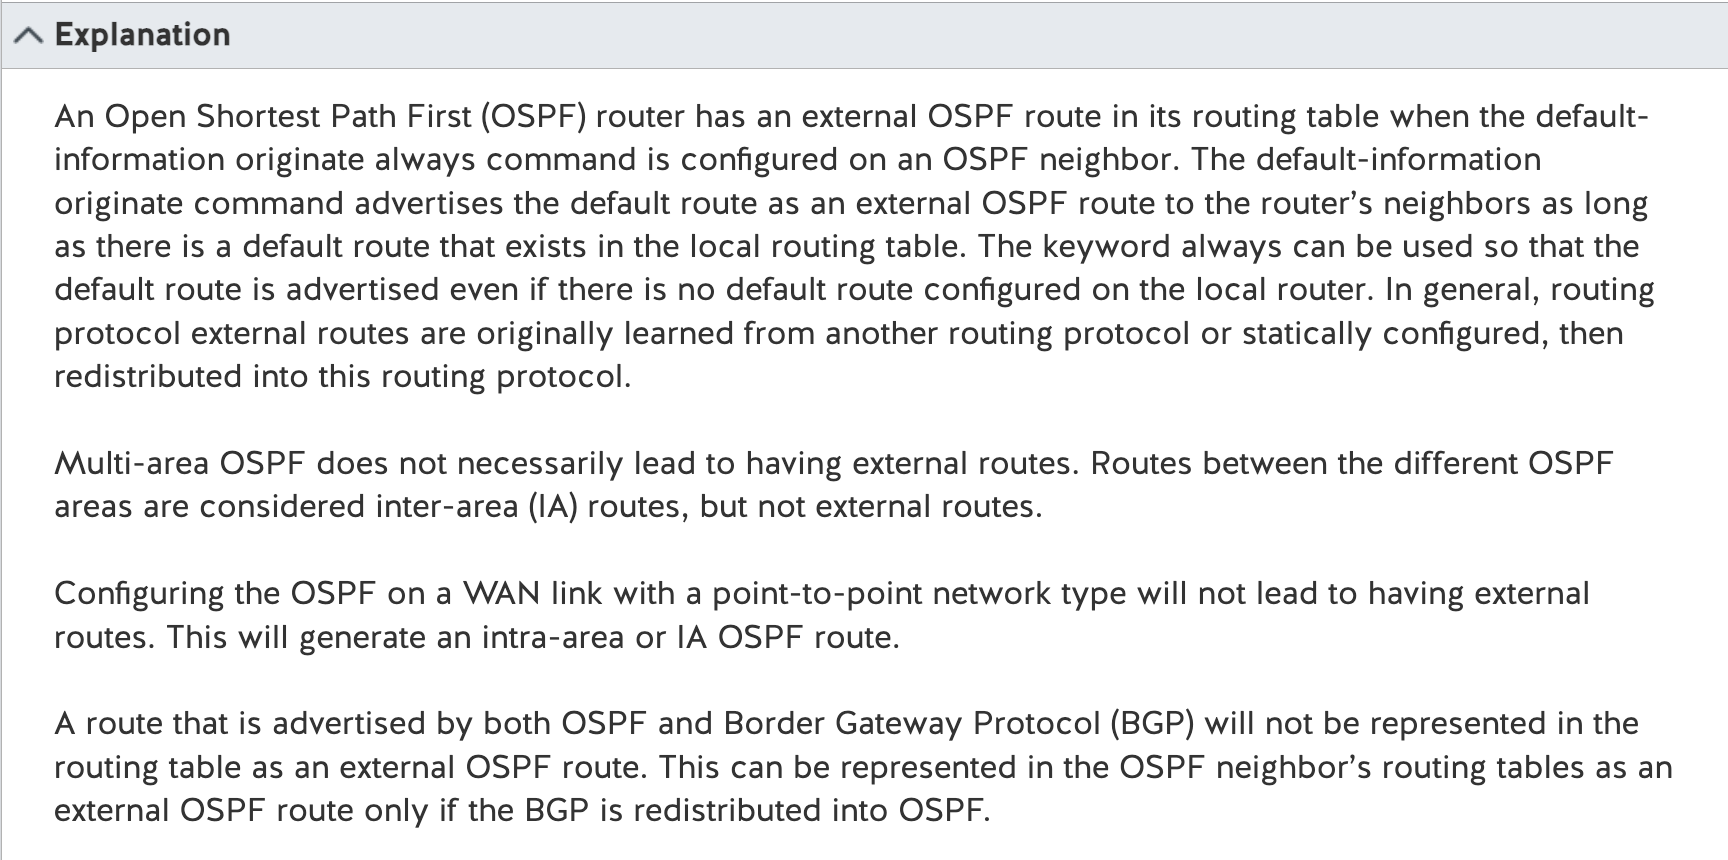 Explanation
An Open Shortest Path First (OSPF) router has an external OSPF route in its routing table when the default-
information originate always command is configured on an OSPF neighbor. The default-information
originate command advertises the default route as an external OSPF route to the router’s neighbors as long
as there is a default route that exists in the local routing table. The keyword always can be used so that the
default route is advertised even if there is no default route configured on the local router. In general, routing
protocol external routes are originally learned from another routing protocol or statically configured, then
redistributed into this routing protocol.
Multi-area OSPF does not necessarily lead to having external routes. Routes between the different OSPF
areas are considered inter-area (IA) routes, but not external routes.
Configuring the OSPF on a WAN link with a point-to-point network type will not lead to having external
routes. This will generate an intra-area or IA OSPF route.
A route that is advertised by both OSPF and Border Gateway Protocol (BGP) will not be represented in the
routing table as an external OSPF route. This can be represented in the OSPF neighbor’s routing tables as an
external OSPF route only if the BGP is redistributed into OSPF.